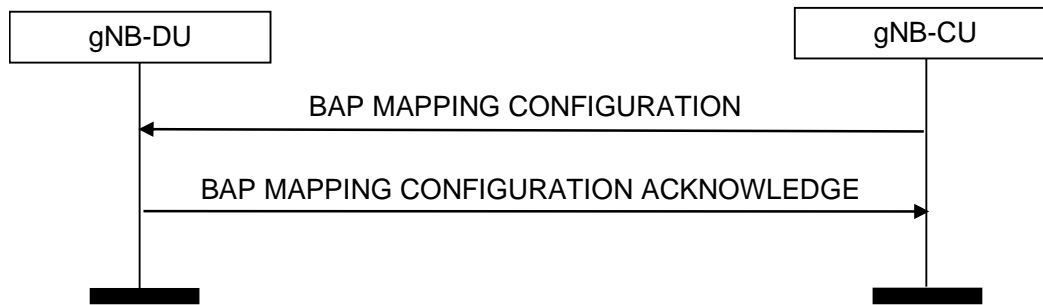 gNB-DU
gNB-CU
BAP MAPPING CONFIGURATION
BAP MAPPING CONFIGURATION ACKNOWLEDGE